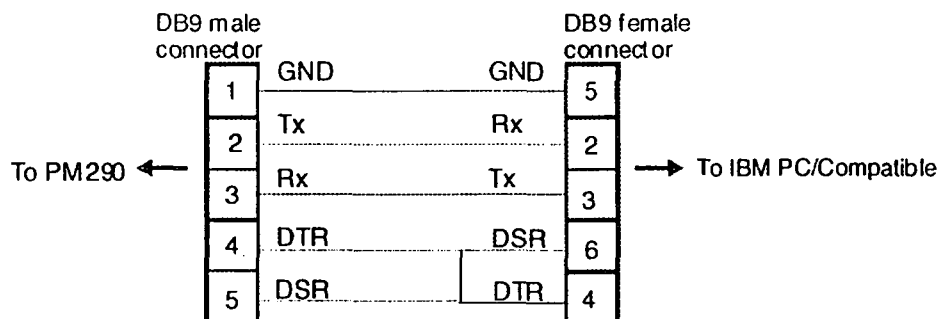 DB9 male connector
DB9 female connector
1 GND GND 5
2 Tx Rx 2
To PM290
To IBM PC/Compatible
3 Rx Tx 3
4 DTR DSR 6
5 DSR DTR 4